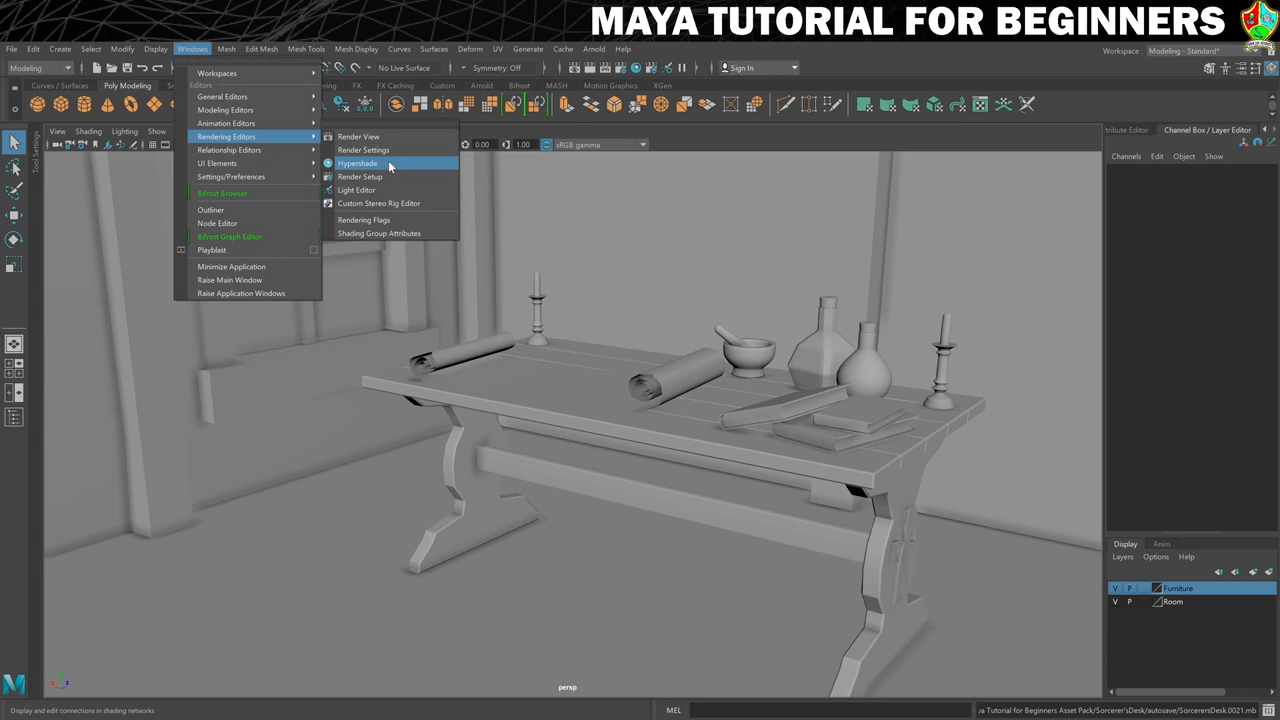 MAYA TUTORIAL FOR BEGINNERS
File Edit Create Select Modify Display Windows Mesh Edit Mesh Mesh Tools Mesh Display Curves Surfaces Deform UV Generate Cache Arnold Help
Workspace : Modeling - Standard*
Modeling
No Live Surface
Symmetry: Off
Sign In
Curves / Surfaces Poly Modeling
FX FX Caching Custom Arnold Bifrost MASH Motion Graphics XGen
View Shading Lighting Show
0.00 1.00 sRGB gamma
Tool Settings
Workspaces
Editors
General Editors
Modeling Editors
Animation Editors
Rendering Editors
Relationship Editors
UI Elements
Settings/Preferences
Bifrost Browser
Outliner
Node Editor
Bifrost Graph Editor
Playblast
Minimize Application
Raise Main Window
Raise Application Windows
Render View
Render Settings
Hypershade
Render Setup
Light Editor
Custom Stereo Rig Editor
Rendering Flags
Shading Group Attributes
tribute Editor Channel Box / Layer Editor
Channels Edit Object Show
Display Anim
Layers Options Help
V P Furniture
V P Room
persp
Display and edit connections in shading networks
MEL
ya Tutorial for Beginners Asset Pack/Sorcerer'sDesk/autosave/SorcerersDesk.0021.mb